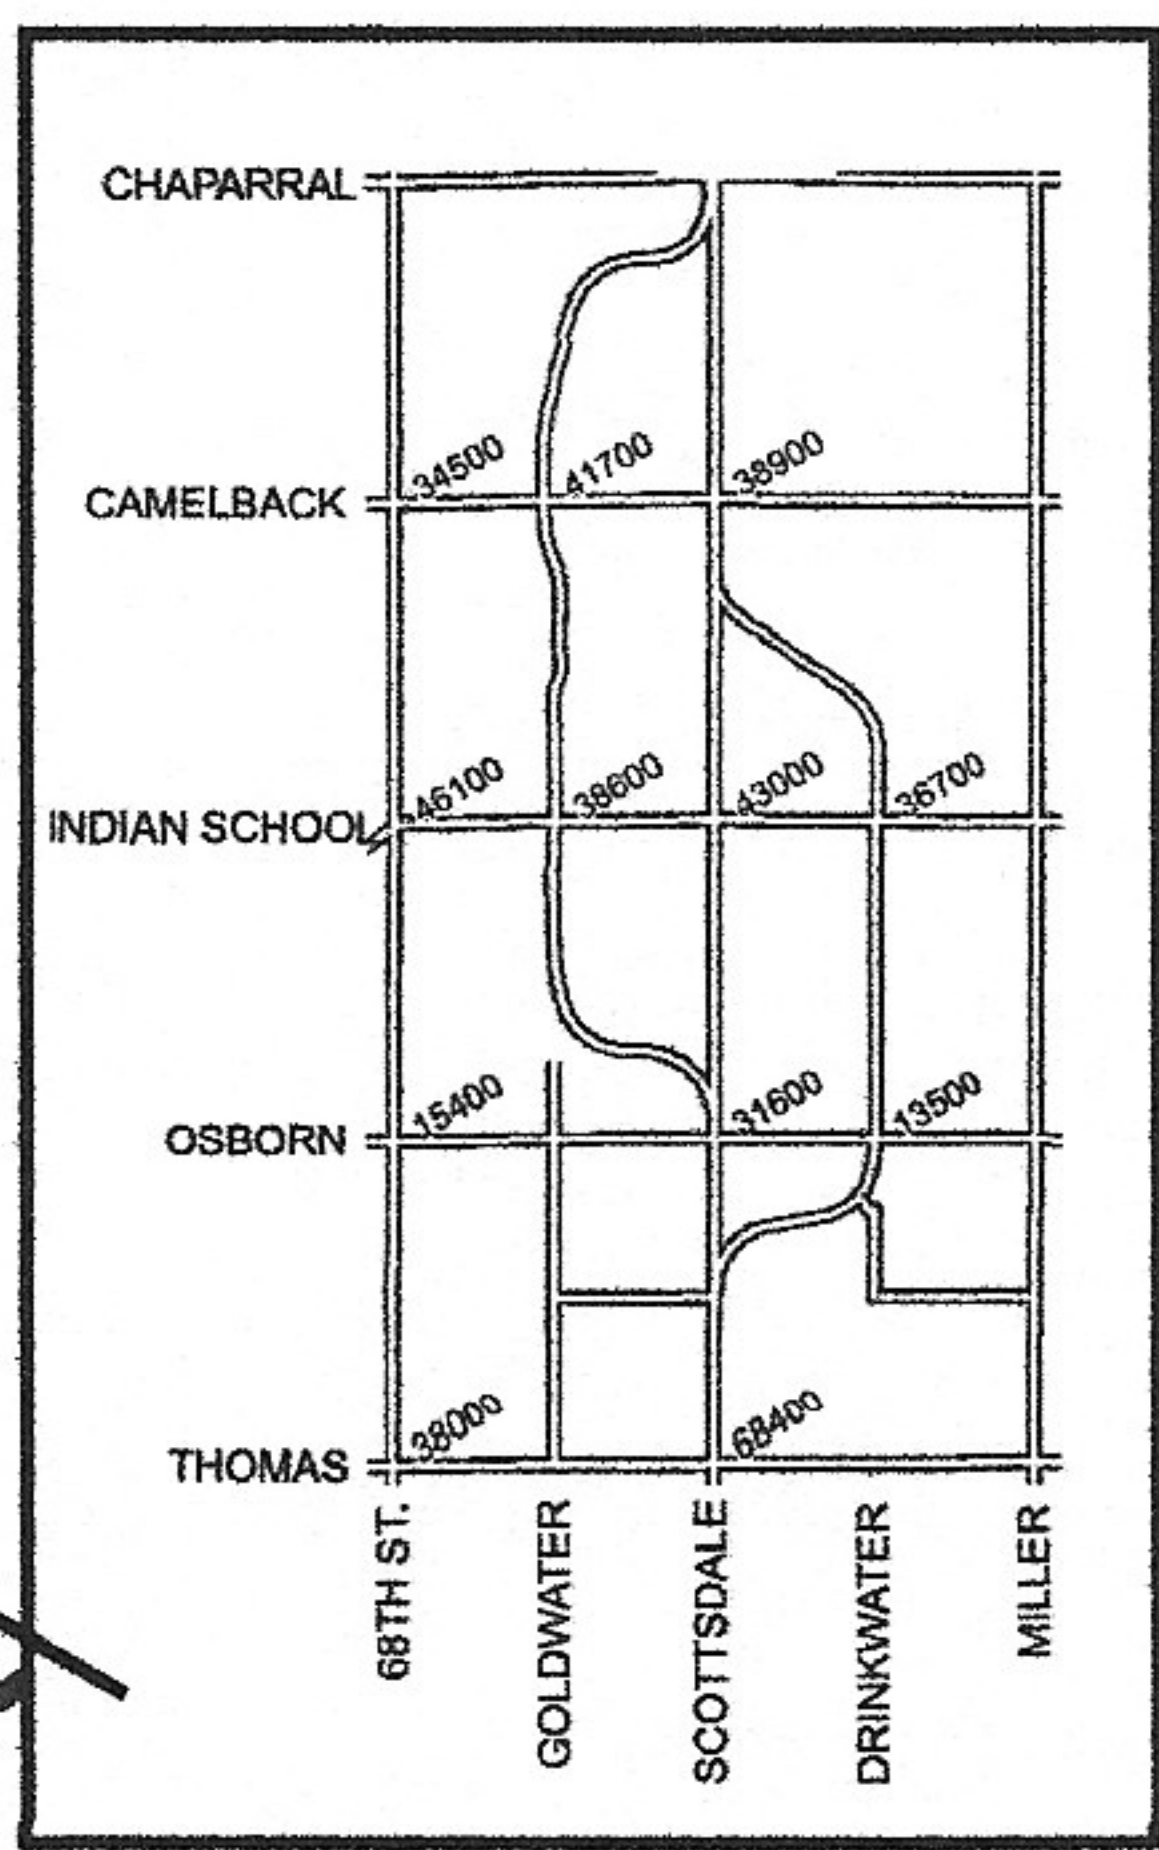 CHAPARRAL
34500 41700 38900
CAMELBACK
46100 38600 43000 36700
INDIAN SCHOOL
15400 31600 13500
OSBORN
38000 68400
THOMAS
68TH ST.
GOLDWATER
SCOTTSDALE
DRINKWATER
MILLER